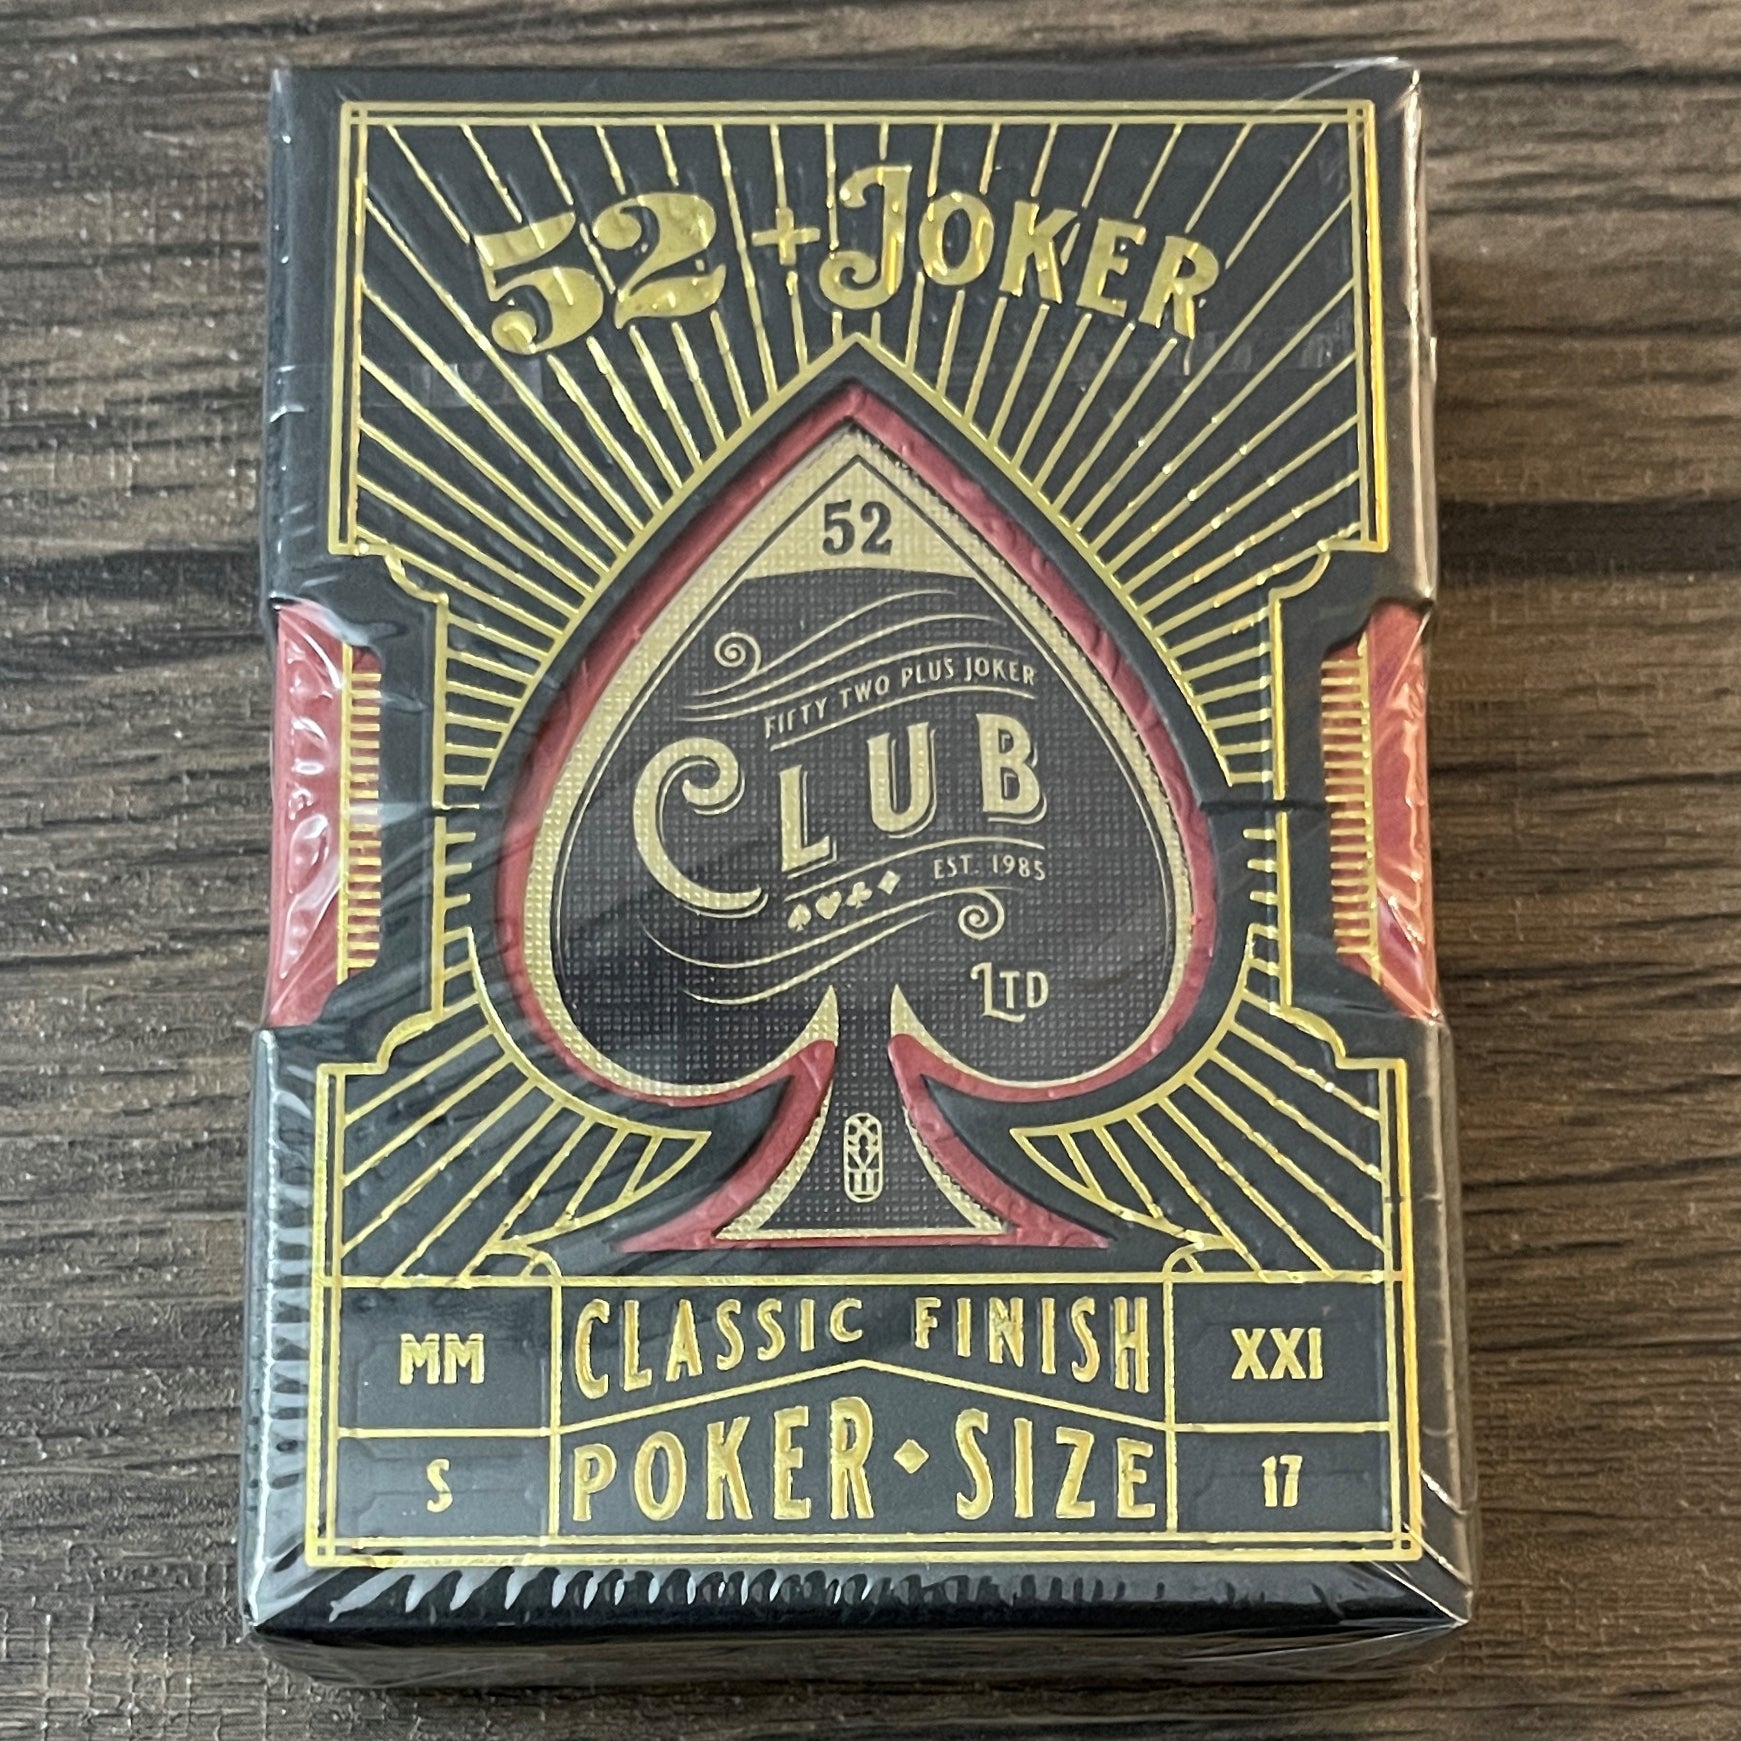 52 + JOKER
52
FIFTY TWO PLUS JOKER
CLUB
EST. 1985
LTD
CLASSIC FINISH
MM XXI
POKER SIZE
S 17